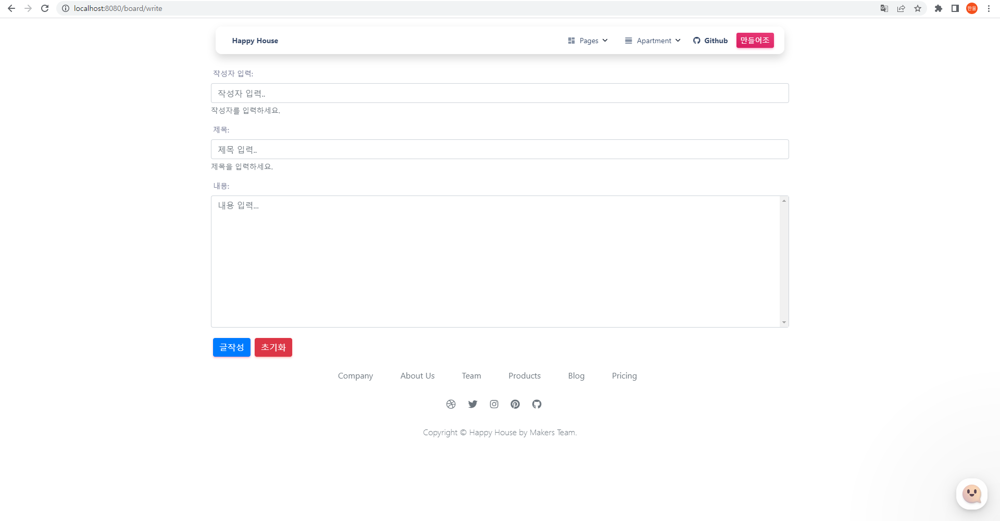 localhost:8080/board/write
한울
Happy House
Pages
Apartment
Github
만들어조
작성자 입력:
작성자 입력..
작성자를 입력하세요.
제목:
제목 입력..
제목을 입력하세요.
내용:
내용 입력...
글작성 초기화
Company About Us Team Products Blog Pricing
Copyright © Happy House by Makers Team.